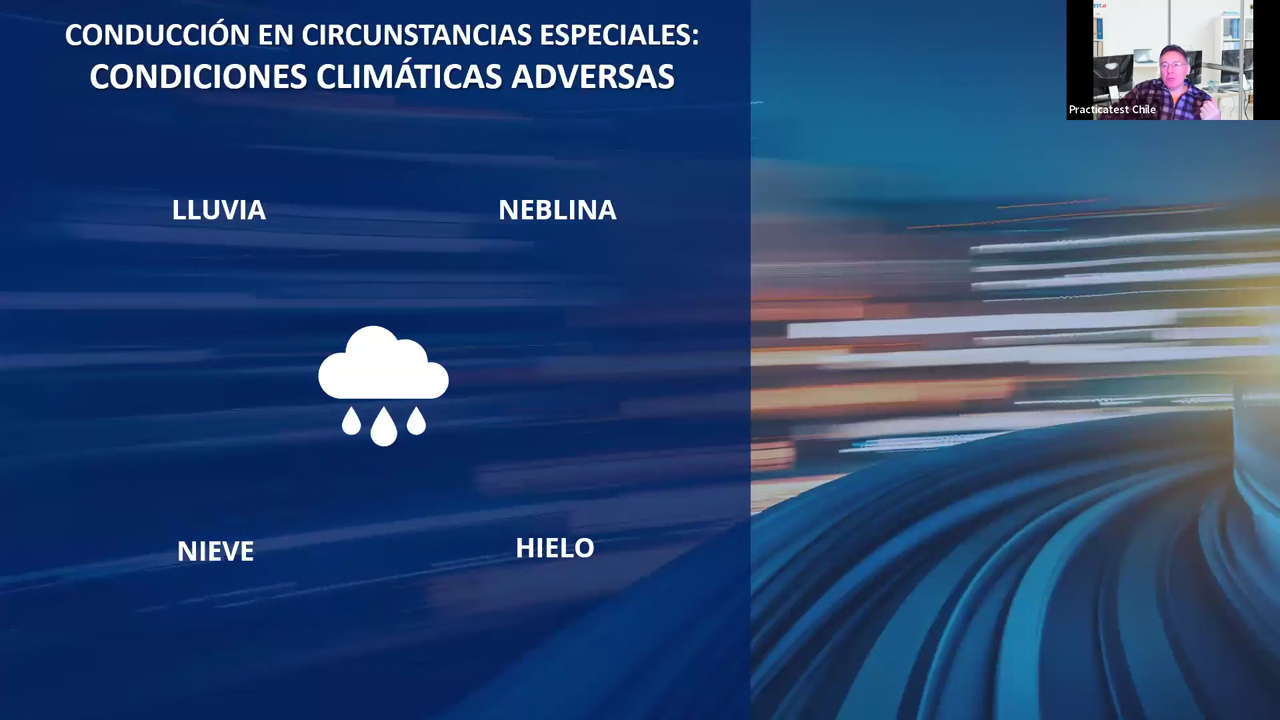 CONDUCCIÓN EN CIRCUNSTANCIAS ESPECIALES:
CONDICIONES CLIMÁTICAS ADVERSAS
Practicatest Chile
LLUVIA
NEBLINA
NIEVE
HIELO